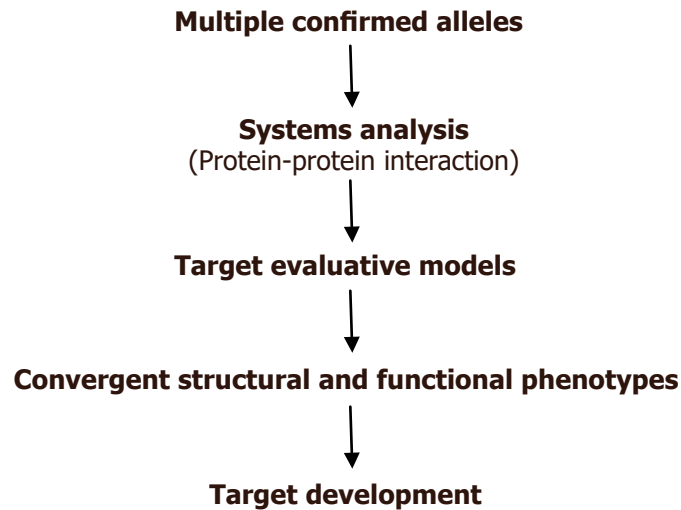 Multiple confirmed alleles
Systems analysis
(Protein-protein interaction)
Target evaluative models
Convergent structural and functional phenotypes
Target development